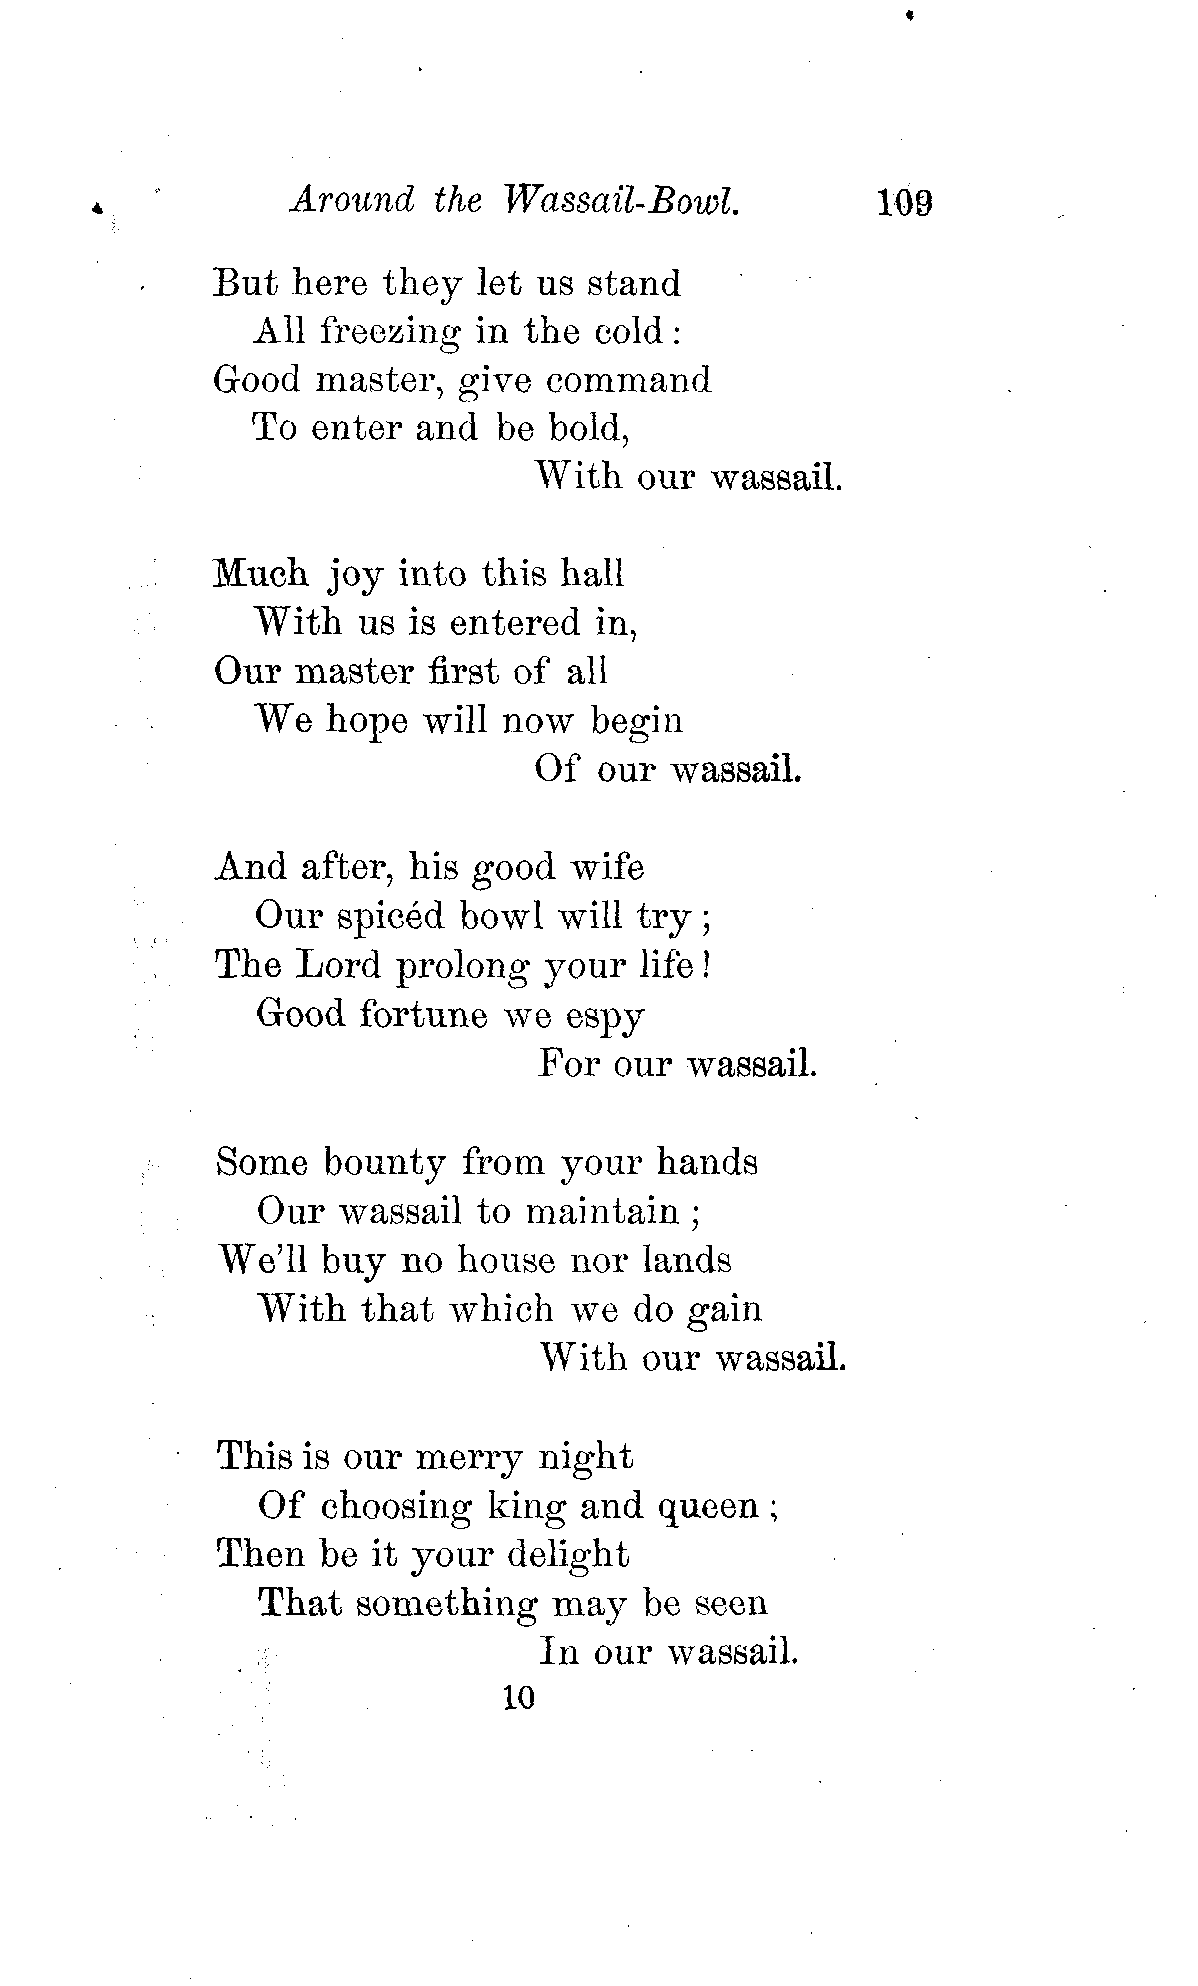 Around the Wassail-Bowl. 109
But here they let us stand
All freezing in the cold:
Good master, give command
To enter and be bold,
With our wassail.
Much joy into this hall
With us is entered in,
Our master first of all
We hope will now begin
Of our wassail.
And after, his good wife
Our spicéd bowl will try;
The Lord prolong your life!
Good fortune we espy
For our wassail.
Some bounty from your hands
Our wassail to maintain;
We'll buy no house nor lands
With that which we do gain
With our wassail.
This is our merry night
Of choosing king and queen;
Then be it your delight
That something may be seen
In our wassail.
10